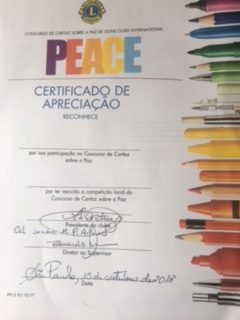 CONCURSO DE CARTAZ SOBRE A PAZ DE LIONS CLUBS INTERNATIONAL
PEACE
CERTIFICADO DE
APRECIAÇÃO
RECONHECE
por sua participação no Concurso de Cartaz
sobre a Paz
por ter vencido a competição local do
Concurso de Cartaz sobre a Paz
Presidente do clube
Diretor ou Supervisor
São Paulo, 15 de outubro de 2018
Data